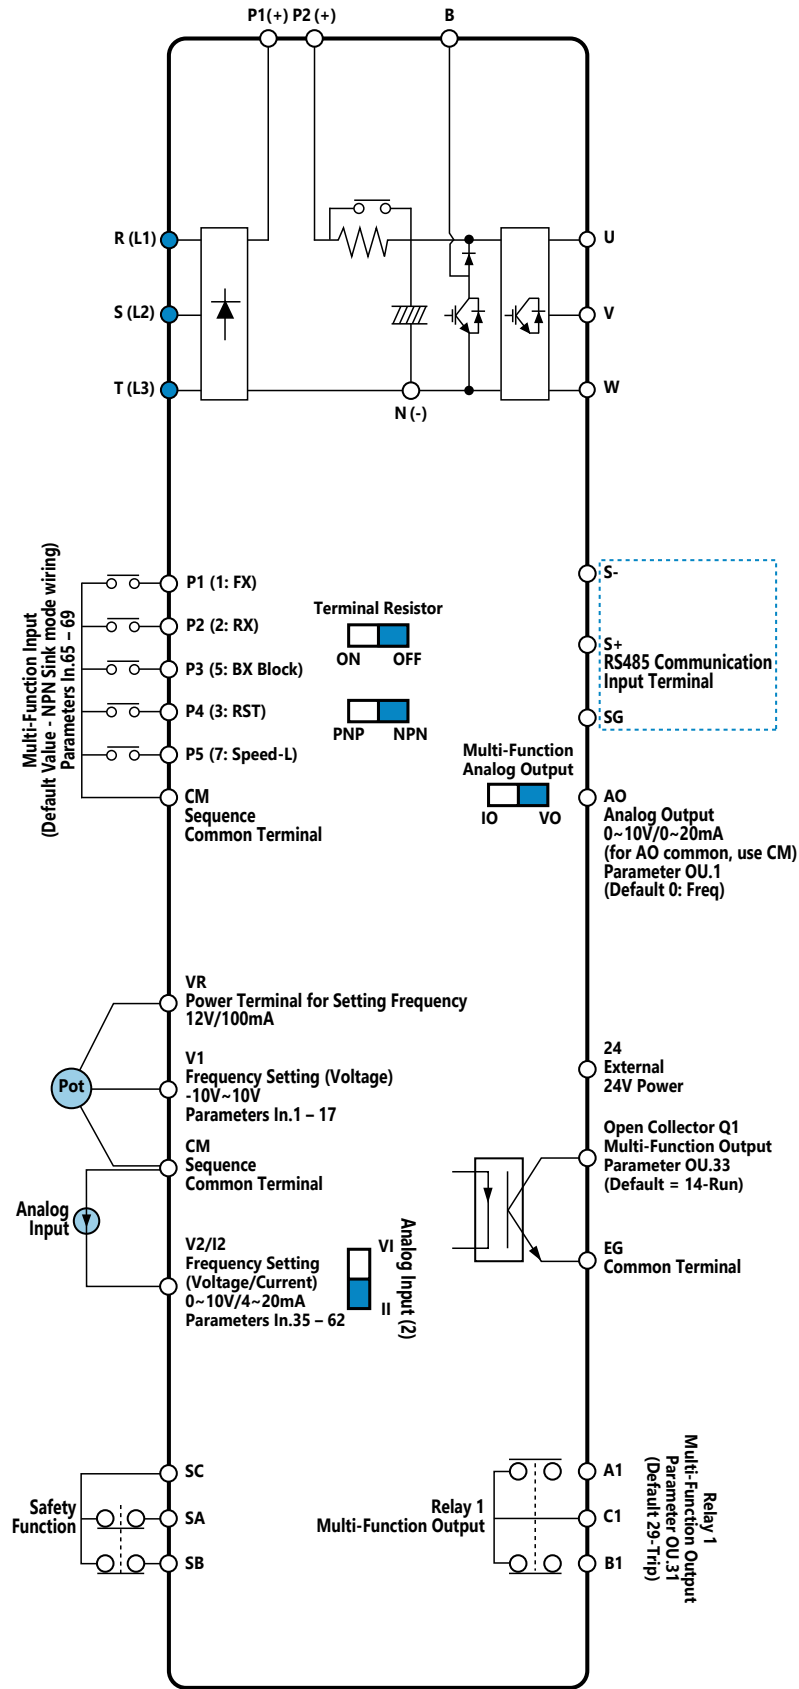 P1(+) P2 (+) B
R (L1)
S (L2)
T (L3)
U
V
W
N (-)
Multi-Function Input
(Default Value - NPN Sink mode wiring)
Parameters In.65 – 69
P1 (1: FX)
P2 (2: RX)
P3 (5: BX Block)
P4 (3: RST)
P5 (7: Speed-L)
CM
Sequence
Common Terminal
Terminal Resistor
ON OFF
PNP NPN
Multi-Function
Analog Output
IO VO
S-
S+
RS485 Communication
Input Terminal
SG
AO
Analog Output
0~10V/0~20mA
(for AO common, use CM)
Parameter OU.1
(Default 0: Freq)
VR
Power Terminal for Setting Frequency
12V/100mA
Pot
V1
Frequency Setting (Voltage)
-10V~10V
Parameters In.1 – 17
CM
Sequence
Common Terminal
Analog
Input
V2/I2
Frequency Setting
(Voltage/Current)
0~10V/4~20mA
Parameters In.35 – 62
VI
II
Analog Input (2)
24
External
24V Power
Open Collector Q1
Multi-Function Output
Parameter OU.33
(Default = 14-Run)
EG
Common Terminal
Safety
Function
SC
SA
SB
Relay 1
Multi-Function Output
A1
C1
B1
Relay 1
Multi-Function Output
Parameter OU.31
(Default 29-Trip)